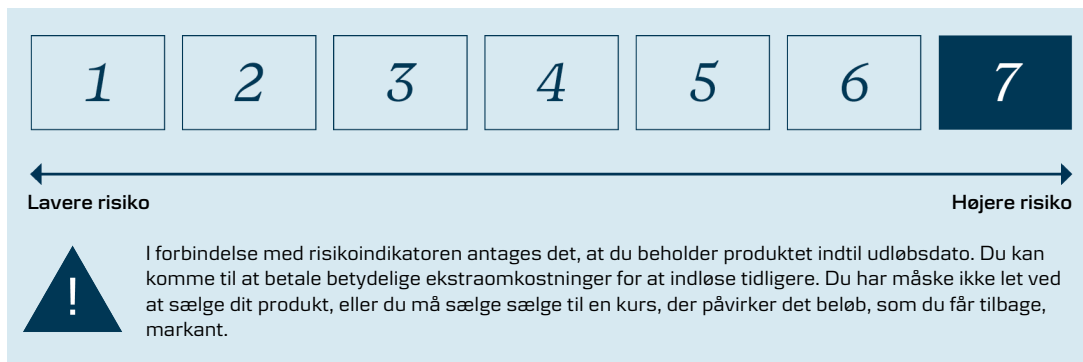 1 2 3 4 5 6 7
Lavere risiko Højere risiko
! I forbindelse med risikoindikatoren antages det, at du beholder produktet indtil udløbsdato. Du kan
komme til at betale betydelige ekstraomkostninger for at indløse tidligere. Du har måske ikke let ved
at sælge dit produkt, eller du må sælge sælge til en kurs, der påvirker det beløb, som du får tilbage,
markant.